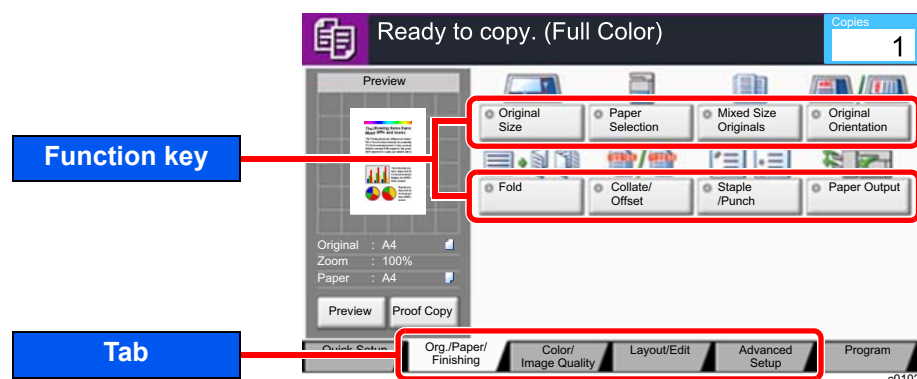 Ready to copy. (Full Color)
Copies
1
Preview
Original
Size
Paper
Selection
Mixed Size
Originals
Original
Orientation
Function key
Fold
Collate/
Offset
Staple
/Punch
Paper Output
Original : A4
Zoom : 100%
Paper : A4
Preview
Proof Copy
Tab
Quick Setup
Org./Paper/
Finishing
Color/
Image Quality
Layout/Edit
Advanced
Setup
Program